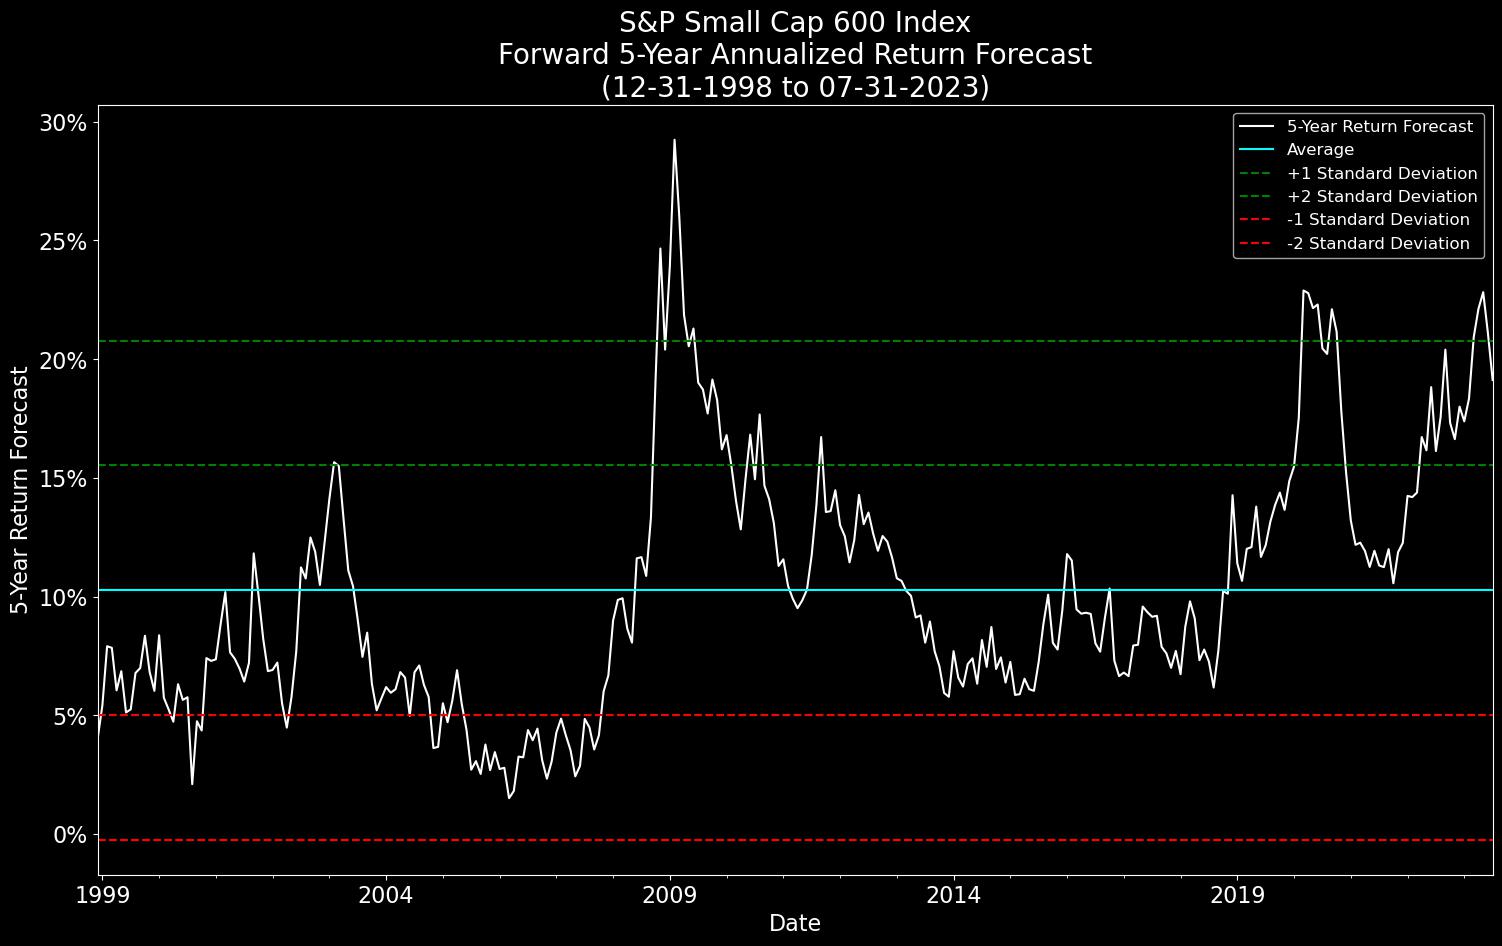 S&P Small Cap 600 Index
Forward 5-Year Annualized Return Forecast
(12-31-1998 to 07-31-2023)
5-Year Return Forecast
30%
25%
20%
15%
10%
5%
0%
5-Year Return Forecast
Average
+1 Standard Deviation
+2 Standard Deviation
-1 Standard Deviation
-2 Standard Deviation
1999 2004 2009 2014 2019
Date